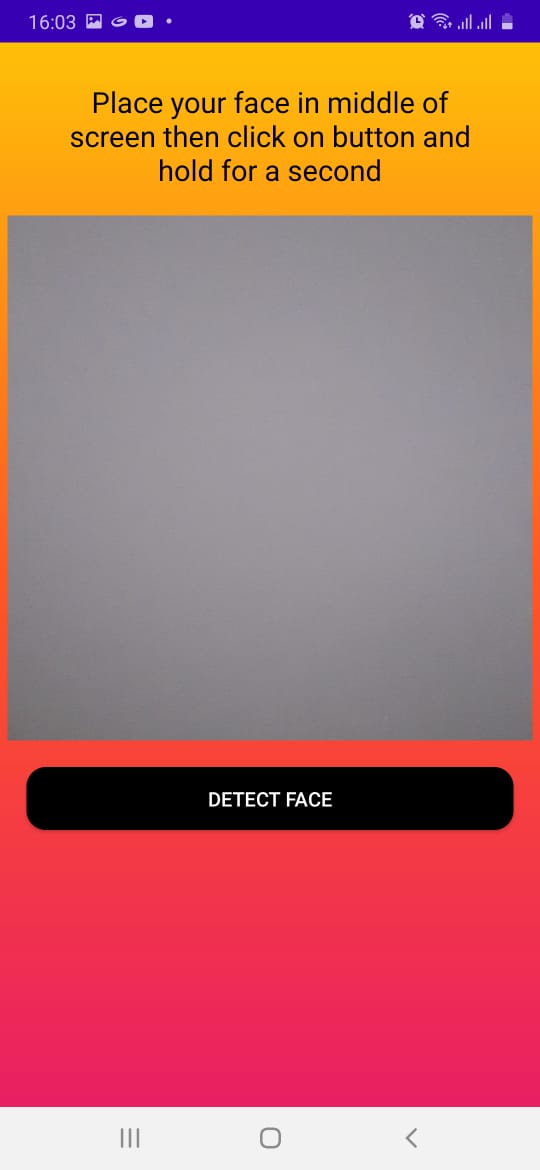 16:03
Place your face in middle of
screen then click on button and
hold for a second
DETECT FACE